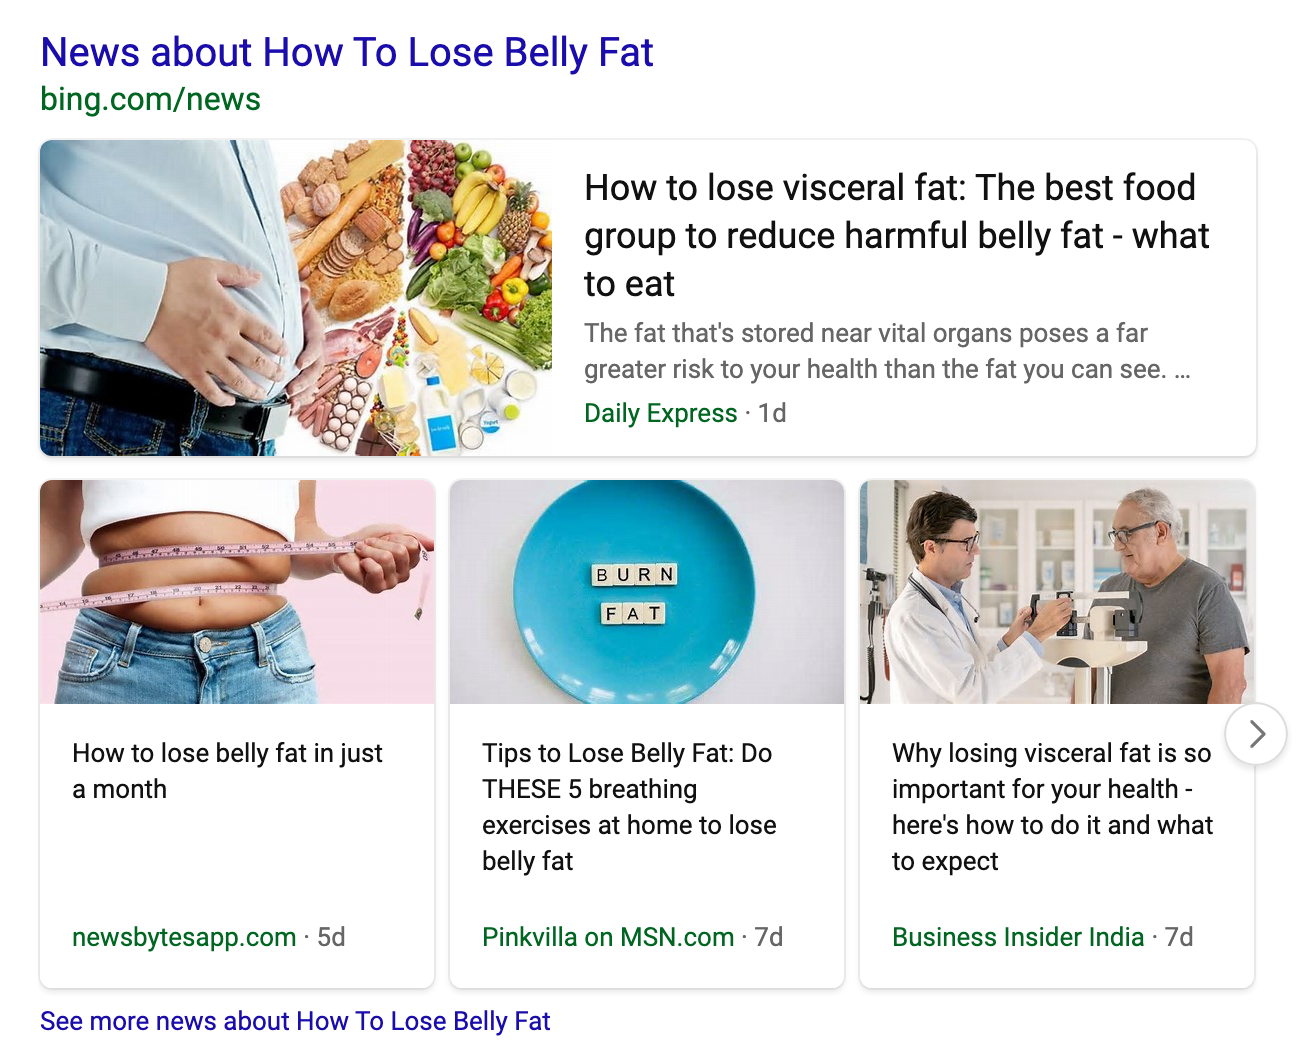 News about How To Lose Belly Fat
bing.com/news
How to lose visceral fat: The best food
group to reduce harmful belly fat - what
to eat
The fat that's stored near vital organs poses a far
greater risk to your health than the fat you can see. ...
Daily Express · 1d
BURN
FAT
How to lose belly fat in just
a month
newsbytesapp.com · 5d
Tips to Lose Belly Fat: Do
THESE 5 breathing
exercises at home to lose
belly fat
Pinkvilla on MSN.com · 7d
Why losing visceral fat is so
important for your health -
here's how to do it and what
to expect
Business Insider India · 7d
See more news about How To Lose Belly Fat